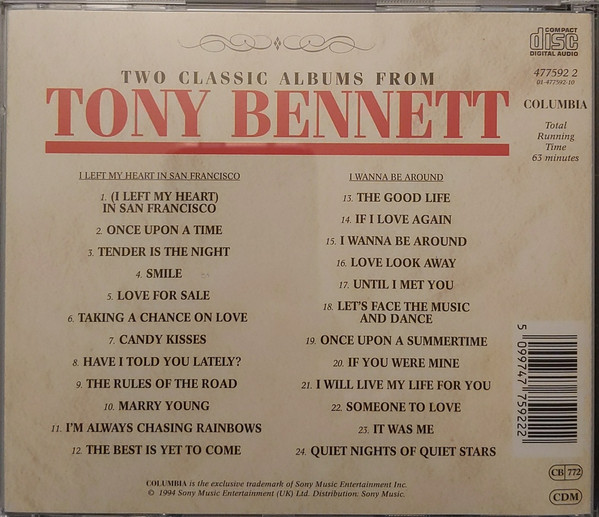 COMPACT
disc
DIGITAL AUDIO
TWO CLASSIC ALBUMS FROM
TONY BENNETT
477592 2
01-477592-10
COLUMBIA
Total
Running
Time
63 minutes
I LEFT MY HEART IN SAN FRANCISCO
1. (I LEFT MY HEART)
IN SAN FRANCISCO
2. ONCE UPON A TIME
3. TENDER IS THE NIGHT
4. SMILE
5. LOVE FOR SALE
6. TAKING A CHANCE ON LOVE
7. CANDY KISSES
8. HAVE I TOLD YOU LATELY?
9. THE RULES OF THE ROAD
10. MARRY YOUNG
11. I'M ALWAYS CHASING RAINBOWS
12. THE BEST IS YET TO COME
I WANNA BE AROUND
13. THE GOOD LIFE
14. IF I LOVE AGAIN
15. I WANNA BE AROUND
16. LOVE LOOK AWAY
17. UNTIL I MET YOU
18. LET'S FACE THE MUSIC
AND DANCE
19. ONCE UPON A SUMMERTIME
20. IF YOU WERE MINE
21. I WILL LIVE MY LIFE FOR YOU
22. SOMEONE TO LOVE
23. IT WAS ME
24. QUIET NIGHTS OF QUIET STARS
5 099747 759222
CB 772
CDM
COLUMBIA is the exclusive trademark of Sony Music Entertainment Inc.
© 1994 Sony Music Entertainment (UK) Ltd. Distribution: Sony Music.